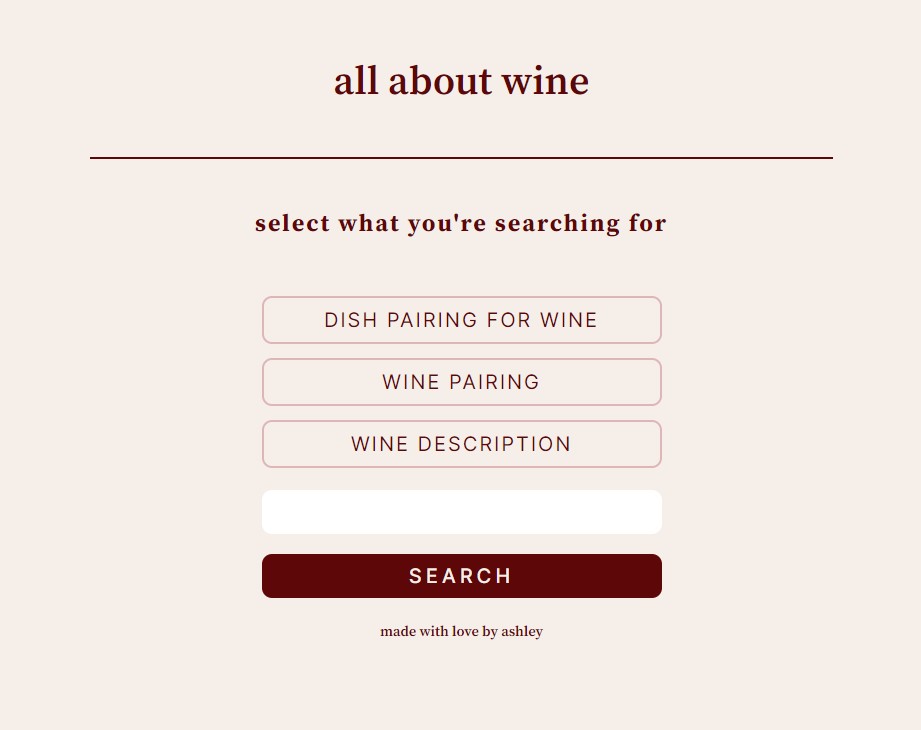 all about wine
select what you're searching for
DISH PAIRING FOR WINE
WINE PAIRING
WINE DESCRIPTION
SEARCH
made with love by ashley